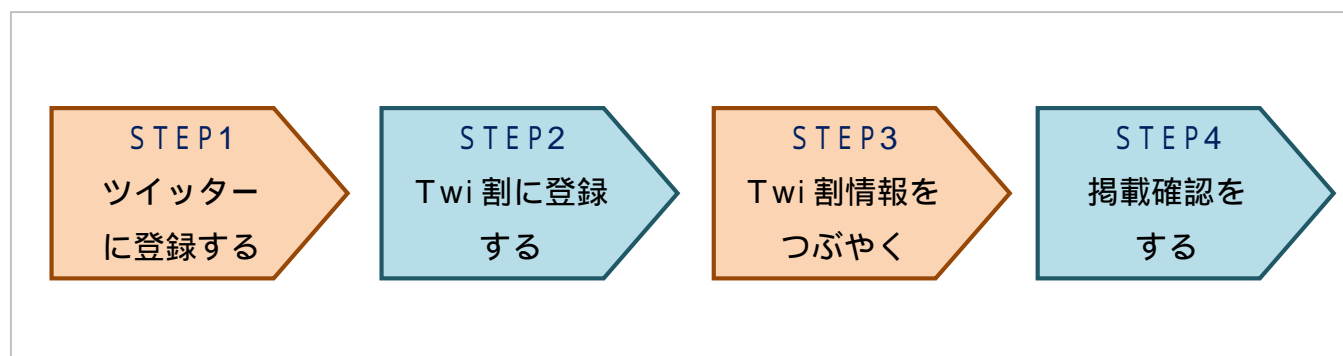 STEP1
ツイッター
に登録する
STEP2
Twi割に登録
する
STEP3
Twi割情報を
つぶやく
STEP4
掲載確認を
する